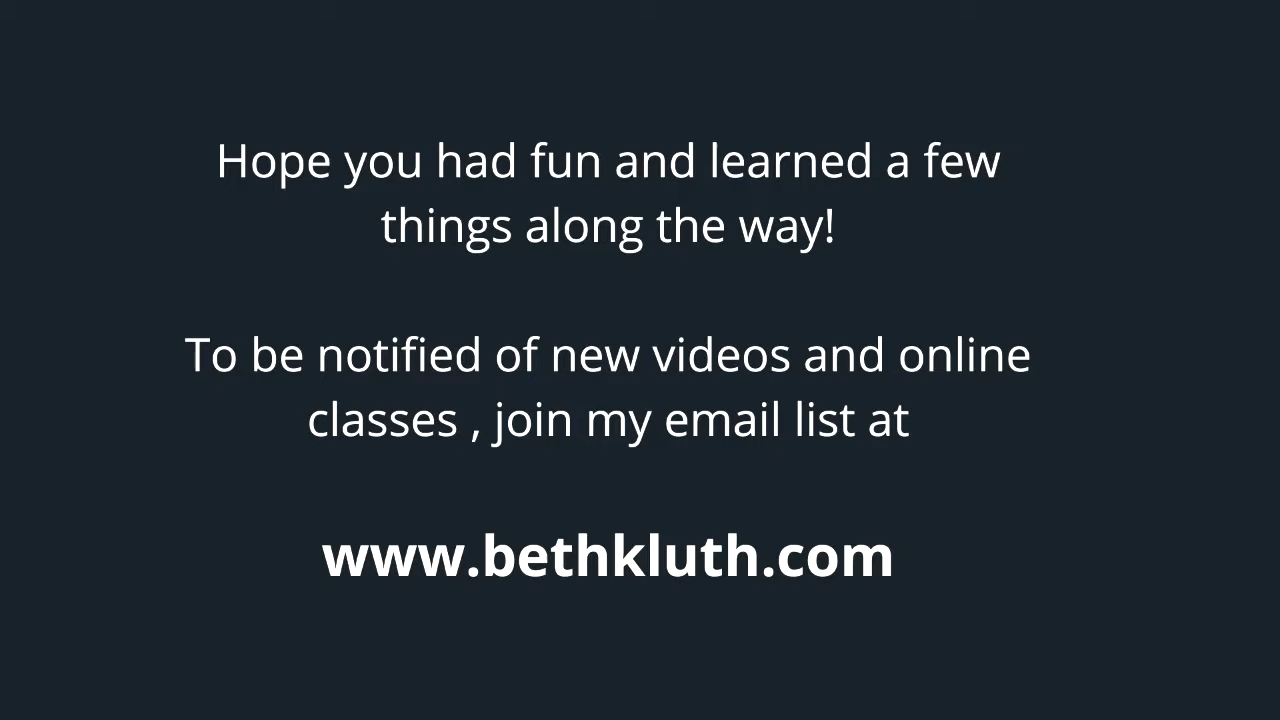 Hope you had fun and learned a few
things along the way!
To be notified of new videos and online
classes , join my email list at
www.bethkluth.com